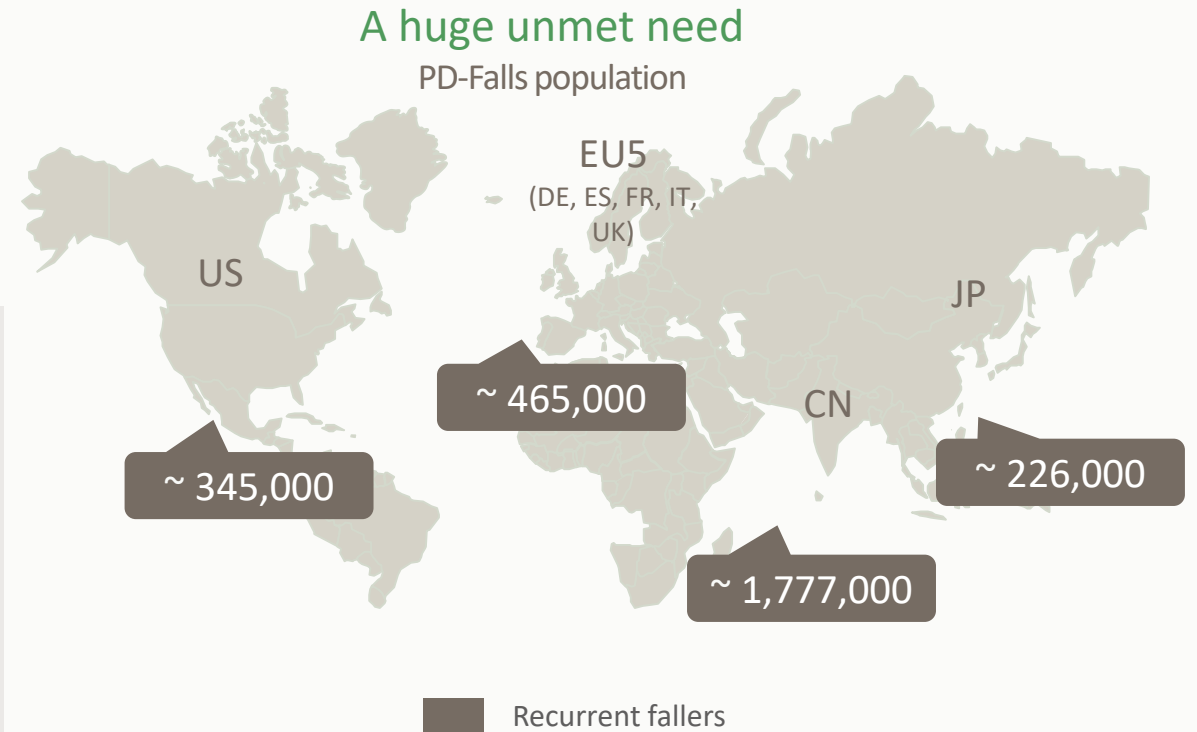 A huge unmet need
PD-Falls population
EU5
(DE, ES, FR, IT,
UK)
US
JP
CN
~ 465,000
~ 345,000
~ 226,000
~ 1,777,000
Recurrent fallers